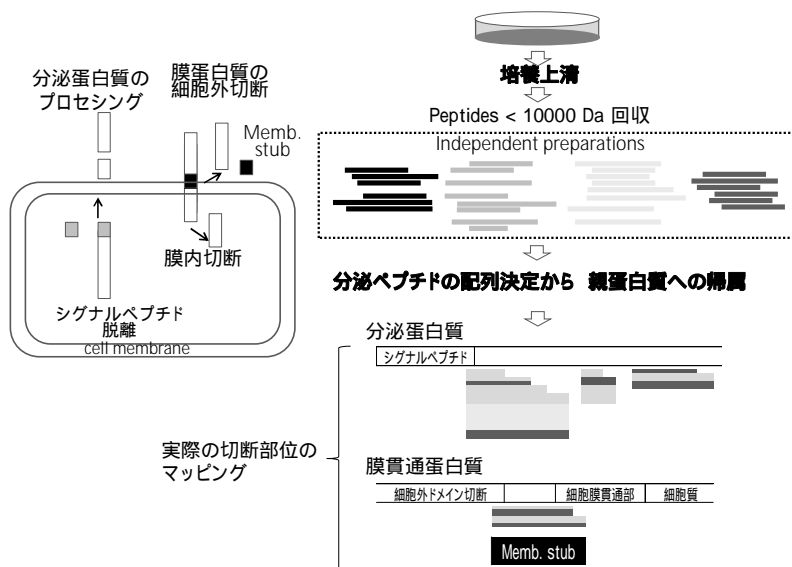 分泌蛋白質の
プロセシング
膜蛋白質の
細胞外切断
Memb.
stub
膜内切断
シグナルペプチド
脱離
cell membrane
培養上清
Peptides < 10000 Da 回収
Independent preparations
分泌ペプチドの配列決定から 親蛋白質への帰属
分泌蛋白質
シグナルペプチド
実際の切断部位の
マッピング
膜貫通蛋白質
細胞外ドメイン切断 細胞膜貫通部 細胞質
Memb. stub